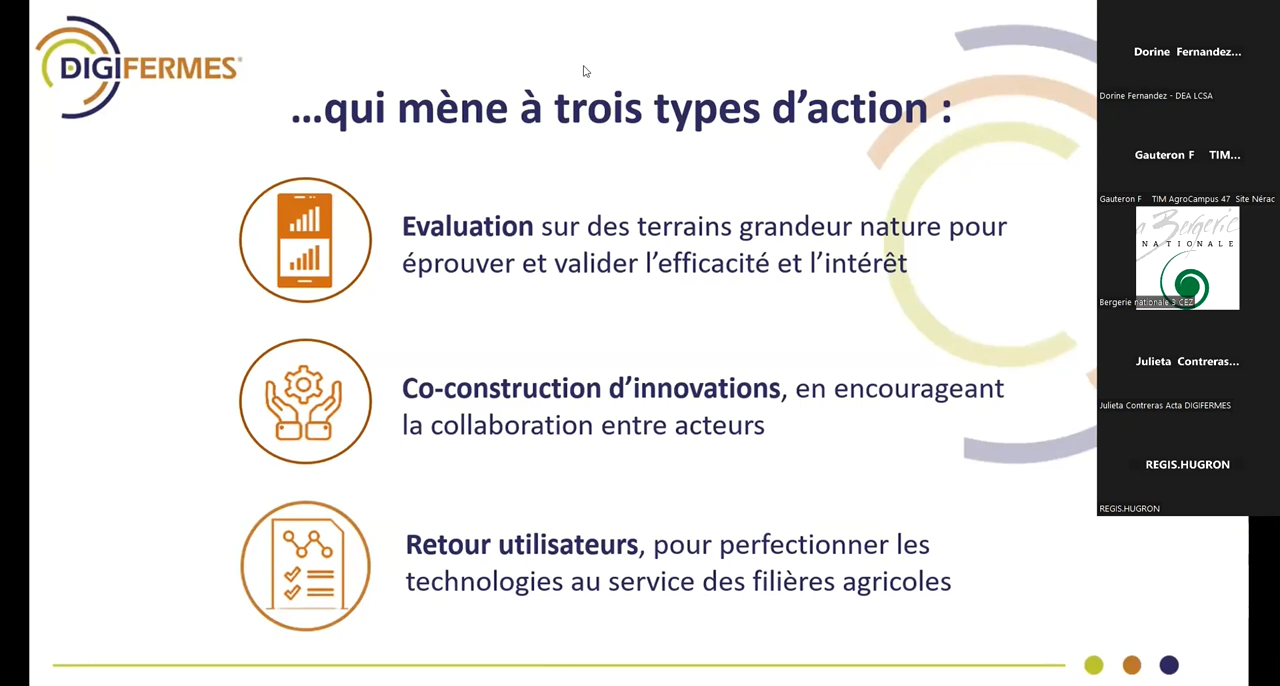 DIGIFERMES®
...qui mène à trois types d’action :
Evaluation sur des terrains grandeur nature pour
éprouver et valider l’efficacité et l’intérêt
Co-construction d’innovations, en encourageant
la collaboration entre acteurs
Retour utilisateurs, pour perfectionner les
technologies au service des filières agricoles
Dorine Fernandez...
Dorine Fernandez - DEA LCSA
Gauteron F TIM...
Gauteron F TIM AgroCampus 47 Site Nérac
Bergerie
NATIONALE
Bergerie nationale 3 CEZ
Julieta Contreras...
Julieta Contreras Acta DIGIFERMES
REGIS.HUGRON
REGIS.HUGRON